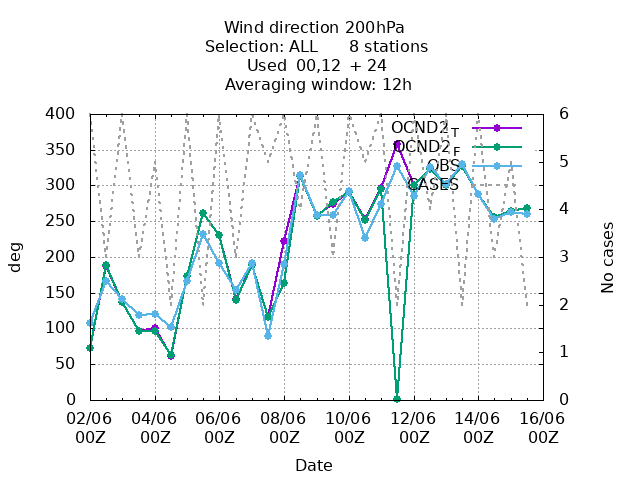 Wind direction 200hPa
Selection: ALL 8 stations
Used 00,12 + 24
Averaging window: 12h
400
350
300
250
200
150
100
50
0
deg
6
5
4
3
2
1
0
No cases
OCND2T
OCND2F
OBS
CASES
02/06 04/06 06/06 08/06 10/06 12/06 14/06 16/06
00Z 00Z 00Z 00Z 00Z 00Z 00Z 00Z
Date